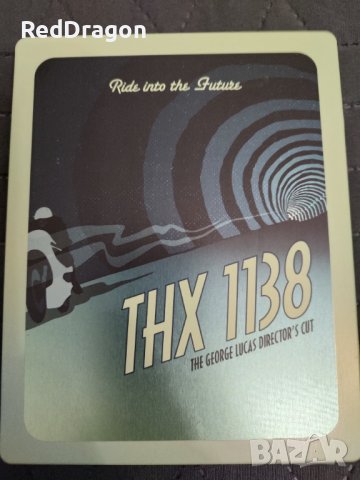 RedDragon
Ride into the Future
THX 1138
THE GEORGE LUCAS DIRECTOR'S CUT
BAZAR